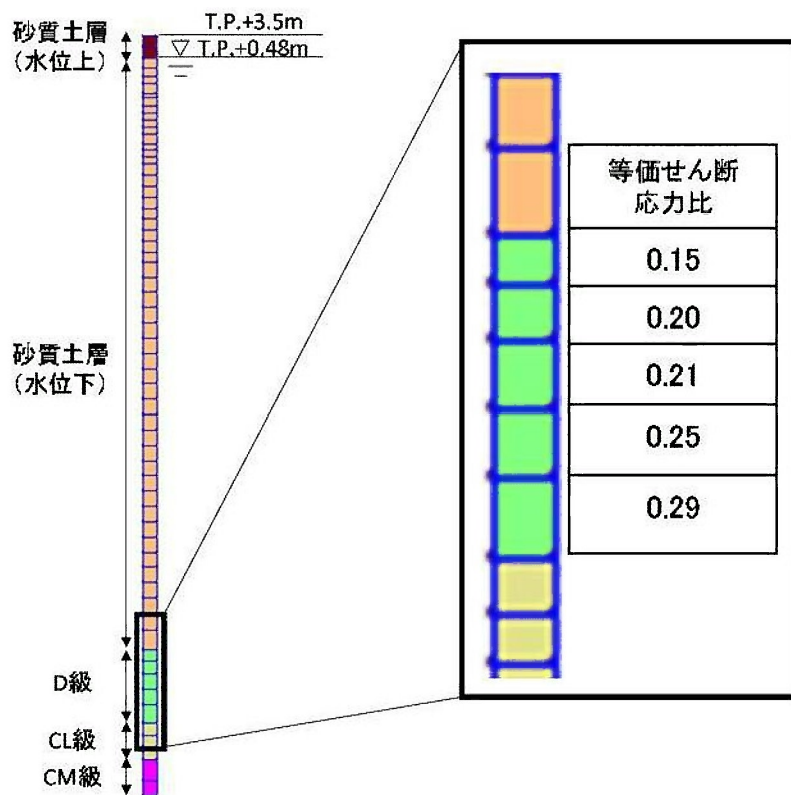 砂質土層
（水位上）
T.P.+3.5m
T.P.+0.48m
砂質土層
（水位下）
D級
CL級
CM級
等価せん断
応力比
0.15
0.20
0.21
0.25
0.29